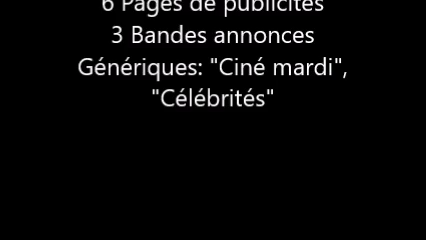 6 Pages de publicités
3 Bandes annonces
Génériques: "Ciné mardi",
"Célébrités"